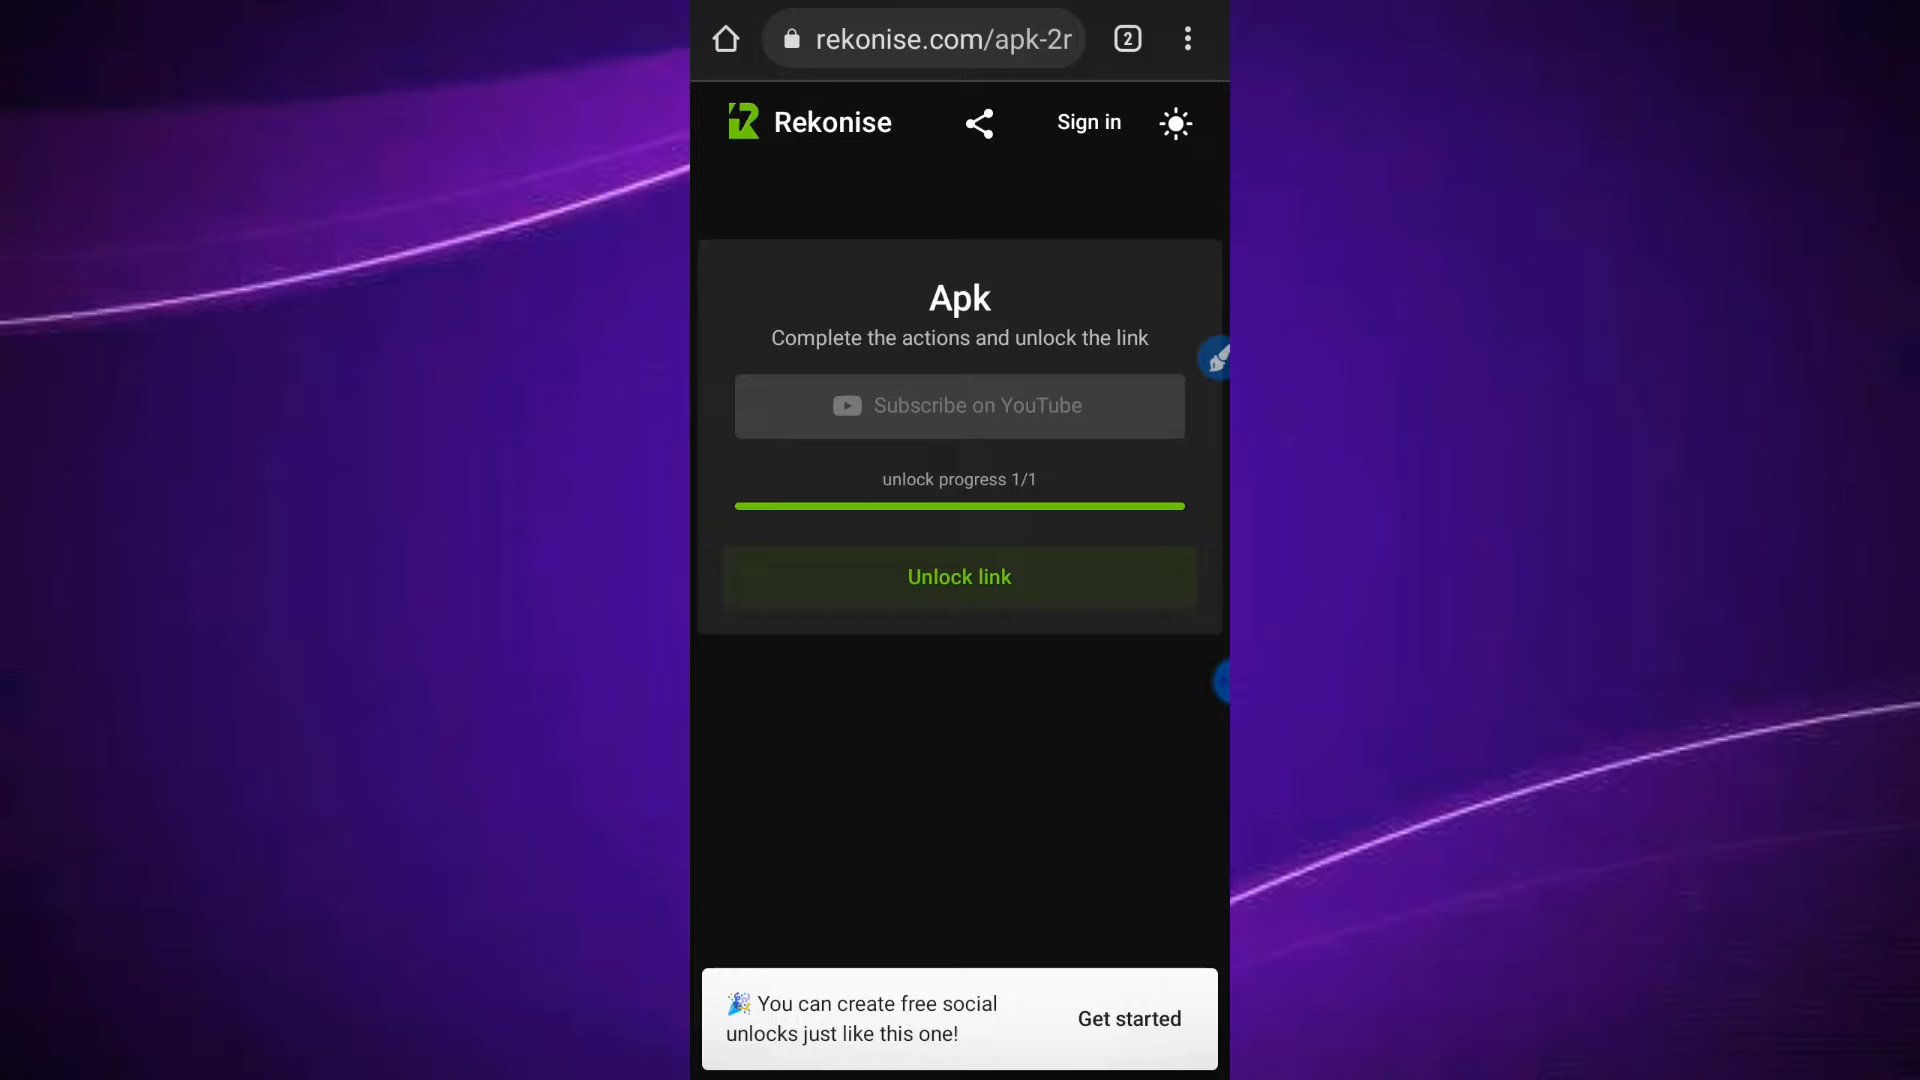 rekonise.com/apk-2r
2
Rekonise
Sign in
Apk
Complete the actions and unlock the link
Subscribe on YouTube
unlock progress 1/1
Unlock link
🎉 You can create free social
unlocks just like this one!
Get started